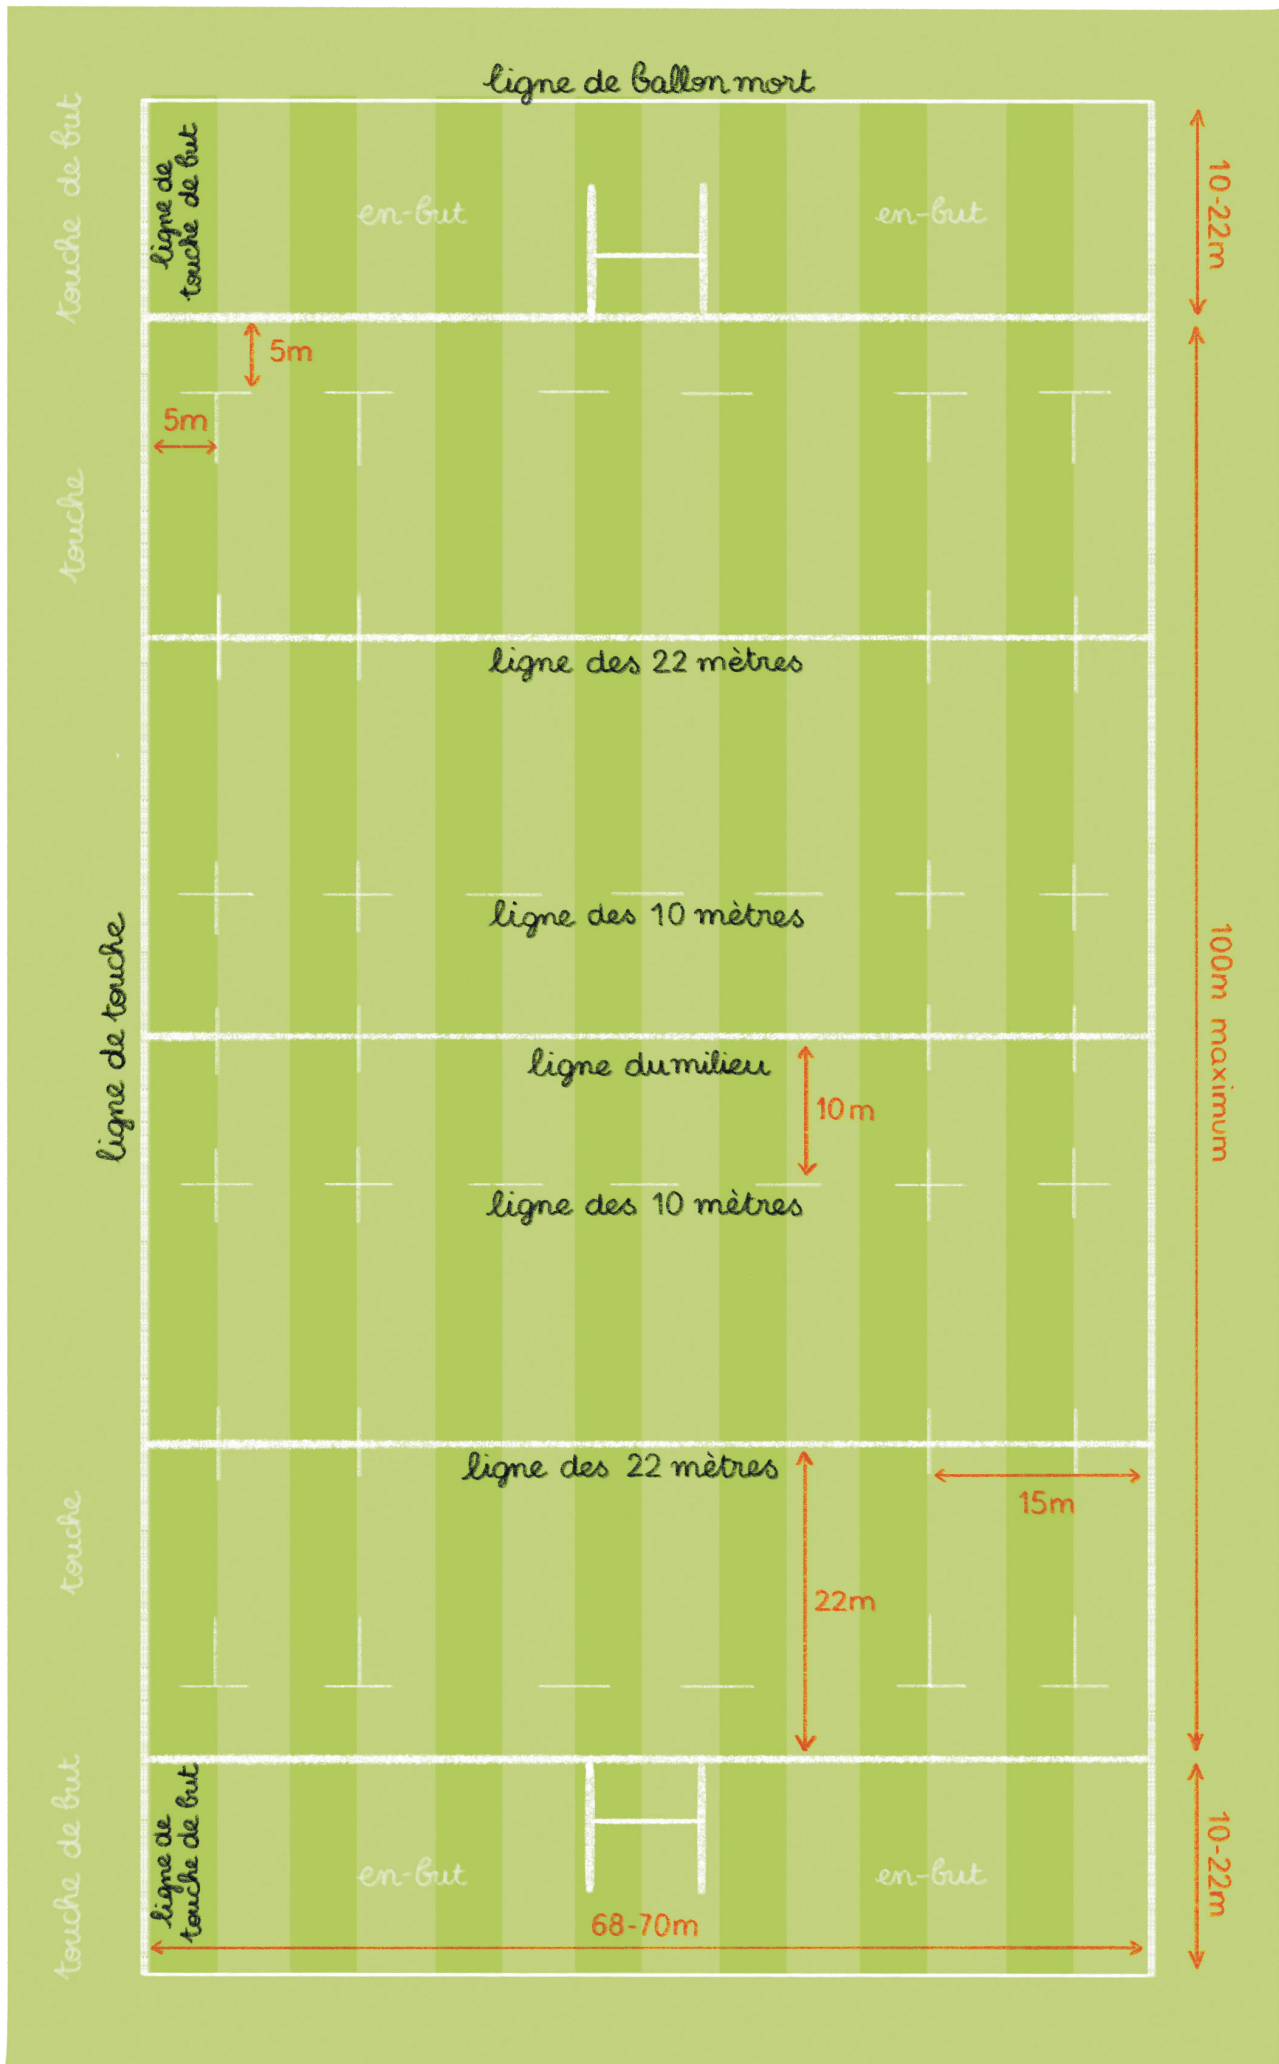 ligne de ballon mort
touche de but
ligne de
touche de but
en-but
en-but
10-22m
5m
5m
touche
ligne des 22 mètres
ligne des 10 mètres
ligne de touche
100m maximum
ligne du milieu
10m
ligne des 10 mètres
ligne des 22 mètres
15m
touche
22m
touche de but
ligne de
touche de but
en-but
en-but
10-22m
68-70m